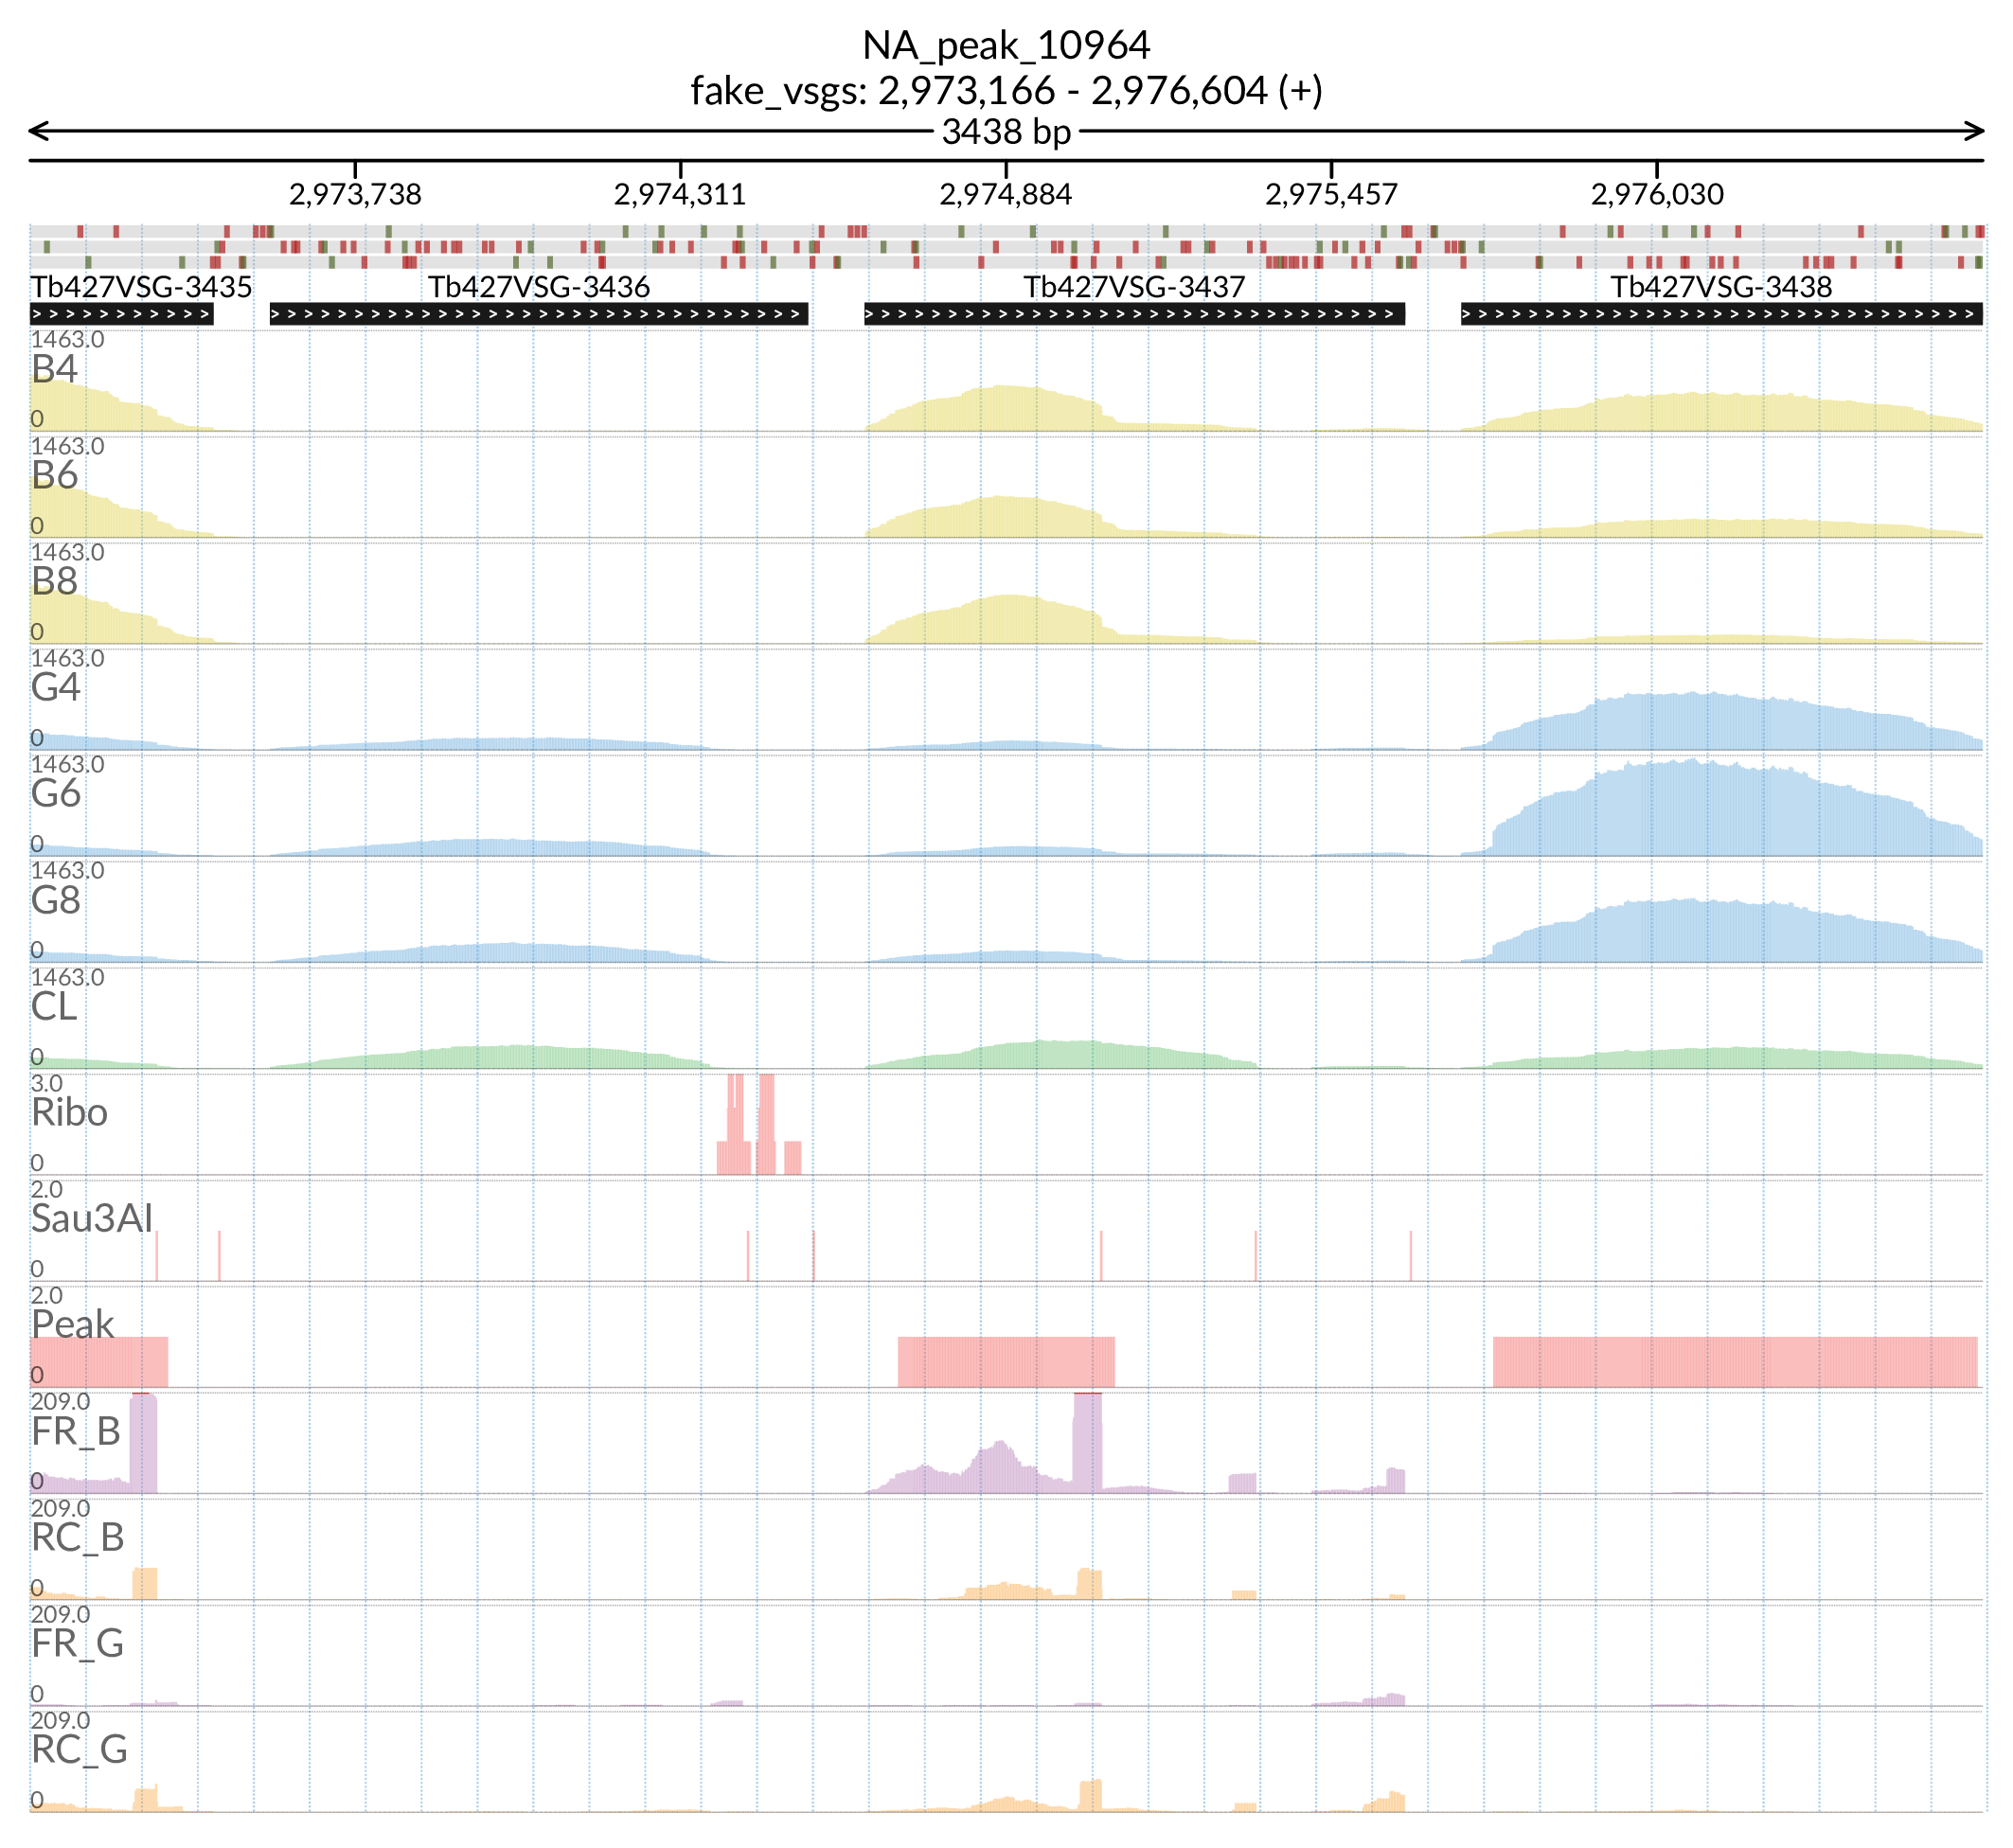 NA_peak_10964
fake_vsgs: 2,973,166 - 2,976,604 (+)
3438 bp
2,973,738 2,974,311 2,974,884 2,975,457 2,976,030
Tb427VSG-3435 Tb427VSG-3436 Tb427VSG-3437 Tb427VSG-3438
1463.0
B4
0
1463.0
B6
0
1463.0
B8
0
1463.0
G4
0
1463.0
G6
0
1463.0
G8
0
1463.0
CL
0
3.0
Ribo
0
2.0
Sau3AI
0
2.0
Peak
0
209.0
FR_B
0
209.0
RC_B
0
209.0
FR_G
0
209.0
RC_G
0